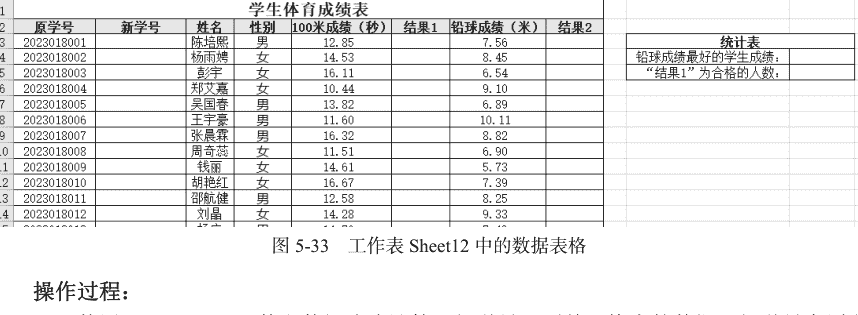 学生体育成绩表
原学号 新学号 姓名 性别 100米成绩（秒） 结果1 铅球成绩（米） 结果2
2023018001 陈培熙 男 12.85 7.56 统计表
2023018002 杨雨娉 女 14.53 8.45 铅球成绩最好的学生成绩：
2023018003 彭宇 女 16.11 6.54 “结果1”为合格的人数：
2023018004 郑艾嘉 女 10.44 9.10
2023018005 吴国春 男 13.82 6.89
2023018006 王宇豪 男 11.60 10.11
2023018007 张晨霖 男 16.32 8.82
2023018008 周奇蕊 女 11.51 6.90
2023018009 钱丽 女 14.61 5.73
2023018010 胡艳红 女 16.67 7.39
2023018011 邵航健 男 12.58 8.25
2023018012 刘晶 女 14.28 9.33
图 5-33 工作表 Sheet12 中的数据表格
操作过程：